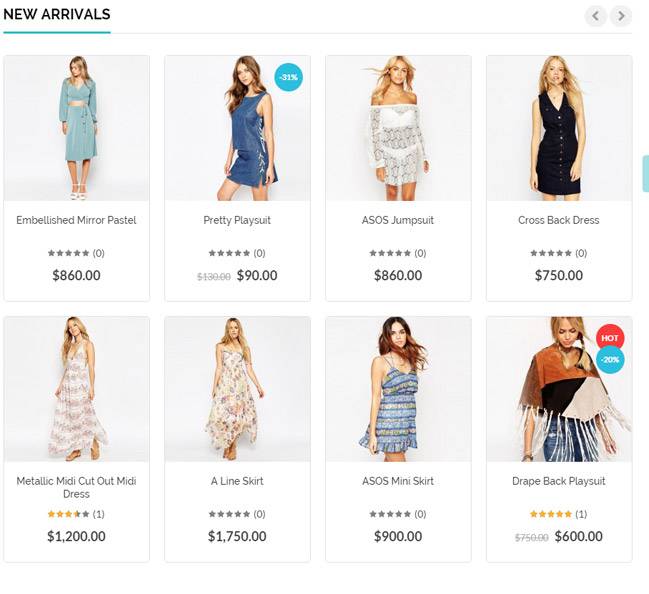 NEW ARRIVALS
-31%
Embellished Mirror Pastel
Pretty Playsuit
ASOS Jumpsuit
Cross Back Dress
(0)
(0)
(0)
(0)
$860.00
$130.00 $90.00
$860.00
$750.00
HOT
-20%
Metallic Midi Cut Out Midi
Dress
A Line Skirt
ASOS Mini Skirt
Drape Back Playsuit
(1)
(0)
(0)
(1)
$1,200.00
$1,750.00
$900.00
$750.00 $600.00